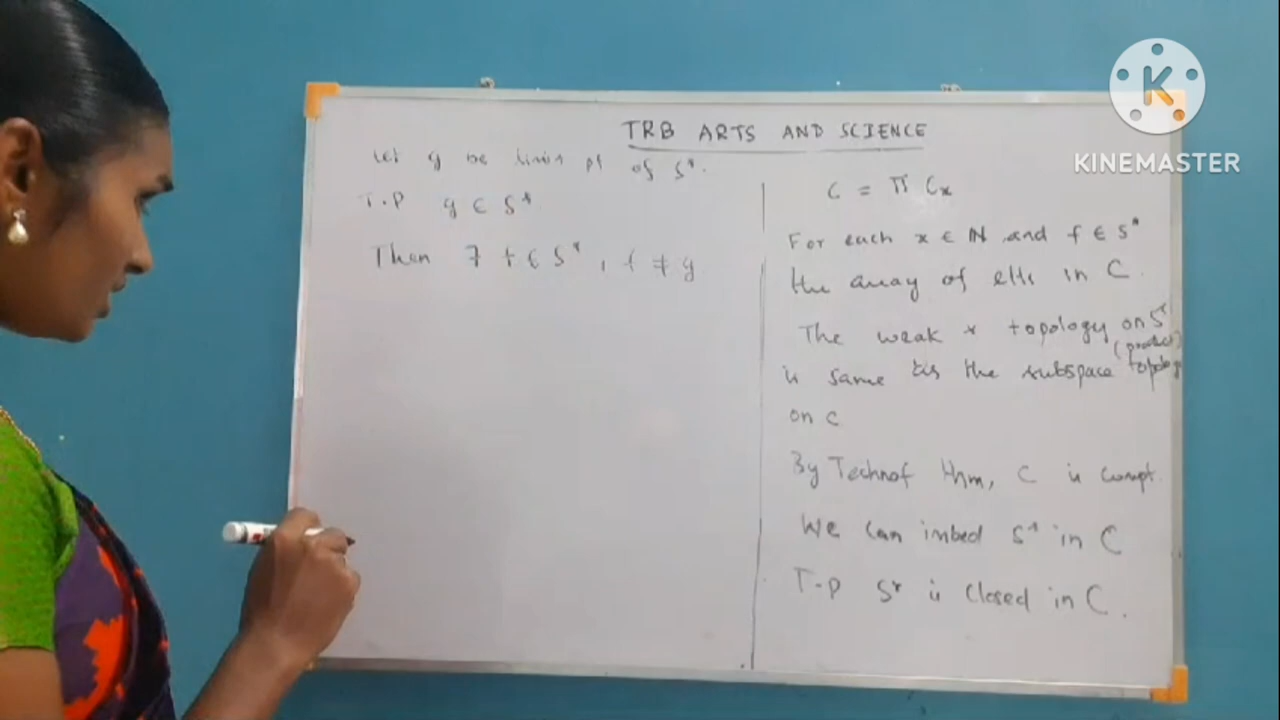 TRB ARTS AND SCIENCE
KINEMASTER
Let g be limit pt of S*.
T.P g ∈ S*
Then ∃ f ∈ S*, f ≠ g
C = π Cx
For each x ∈ N and f ∈ S*
the array of elts in C.
The weak * topology on S*
is same as the subspace (product) topology
on C
By Technof thm, C is compt.
We can imbed S* in C
T.P S* is closed in C.